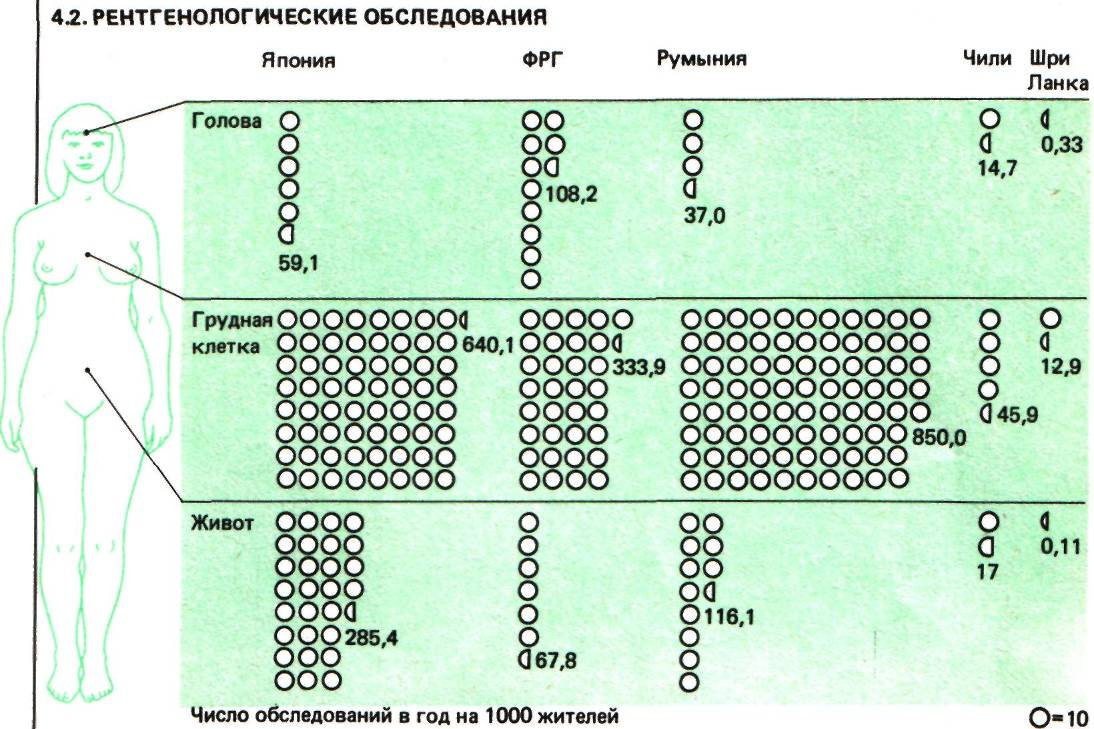 4.2. РЕНТГЕНОЛОГИЧЕСКИЕ ОБСЛЕДОВАНИЯ
Япония ФРГ Румыния Чили Шри
Ланка
Голова
0,33
14,7
108,2
37,0
59,1
Грудная
клетка 640,1
333,9
12,9
45,9
850,0
Живот
0,11
17
116,1
285,4
67,8
Число обследований в год на 1000 жителей
=10